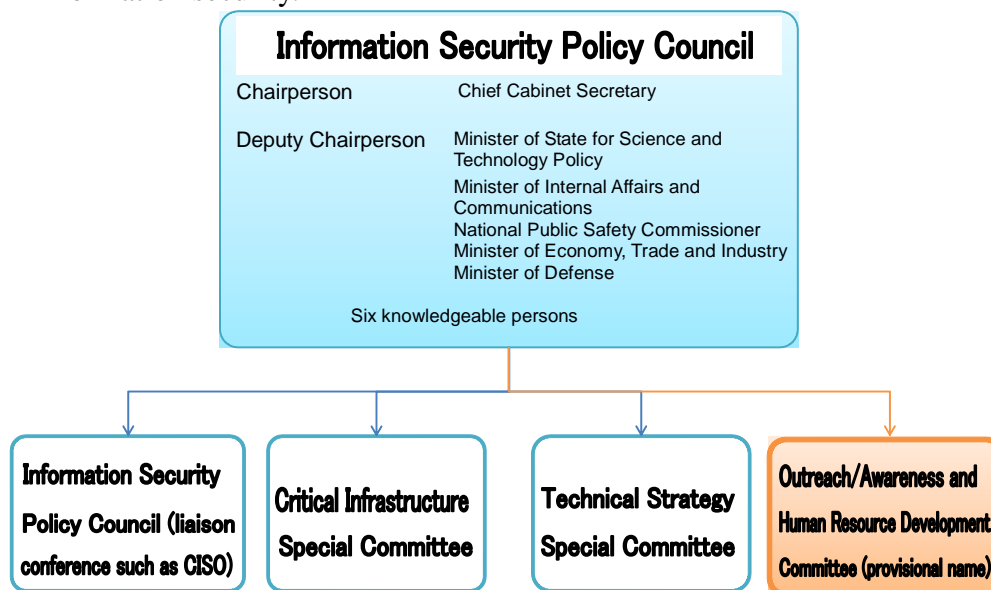 Information Security Policy Council
Chairperson Chief Cabinet Secretary
Deputy Chairperson Minister of State for Science and
Technology Policy
Minister of Internal Affairs and
Communications
National Public Safety Commissioner
Minister of Economy, Trade and Industry
Minister of Defense
Six knowledgeable persons
Information Security
Policy Council (liaison
conference such as CISO)
Critical Infrastructure
Special Committee
Technical Strategy
Special Committee
Outreach/Awareness and
Human Resource Development
Committee (provisional name)